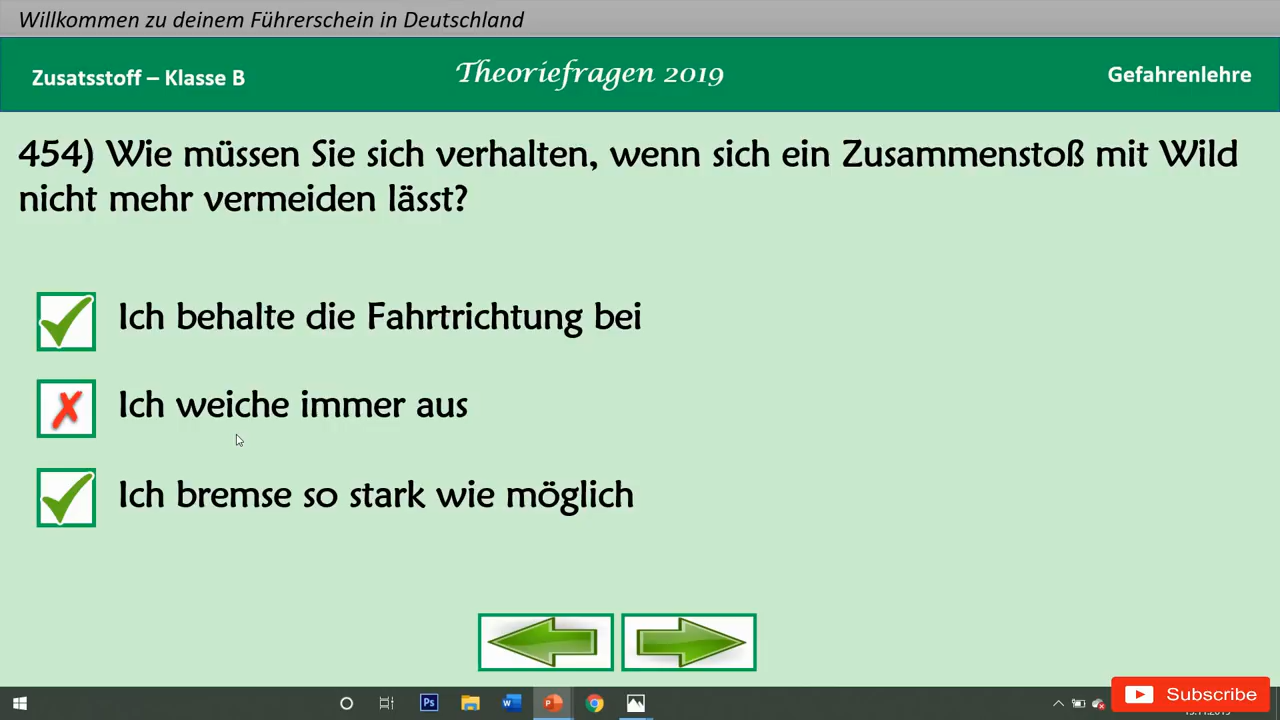 Willkommen zu deinem Führerschein in Deutschland
Zusatsstoff – Klasse B
Theoriefragen 2019
Gefahrenlehre
454) Wie müssen Sie sich verhalten, wenn sich ein Zusammenstoß mit Wild
nicht mehr vermeiden lässt?
Ich behalte die Fahrtrichtung bei
Ich weiche immer aus
Ich bremse so stark wie möglich
Subscribe